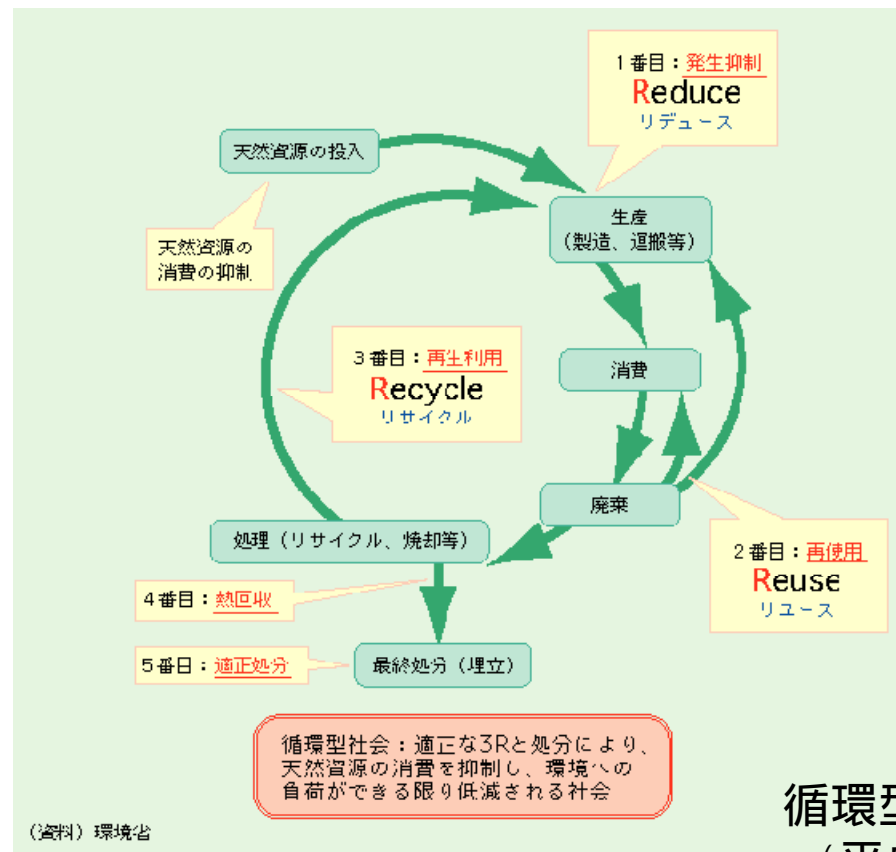 1番目：発生抑制
Reduce
リデュース
天然資源の投入
生産
（製造、運搬等）
天然資源の
消費の抑制
3番目：再生利用
Recycle
リサイクル
消費
廃棄
処理（リサイクル、焼却等）
2番目：再使用
Reuse
リユース
4番目：熱回収
5番目：適正処分
最終処分（埋立）
循環型社会：適正な3Rと処分により、
天然資源の消費を抑制し、環境への
負荷ができる限り低減される社会
循環型
（資料）環境省